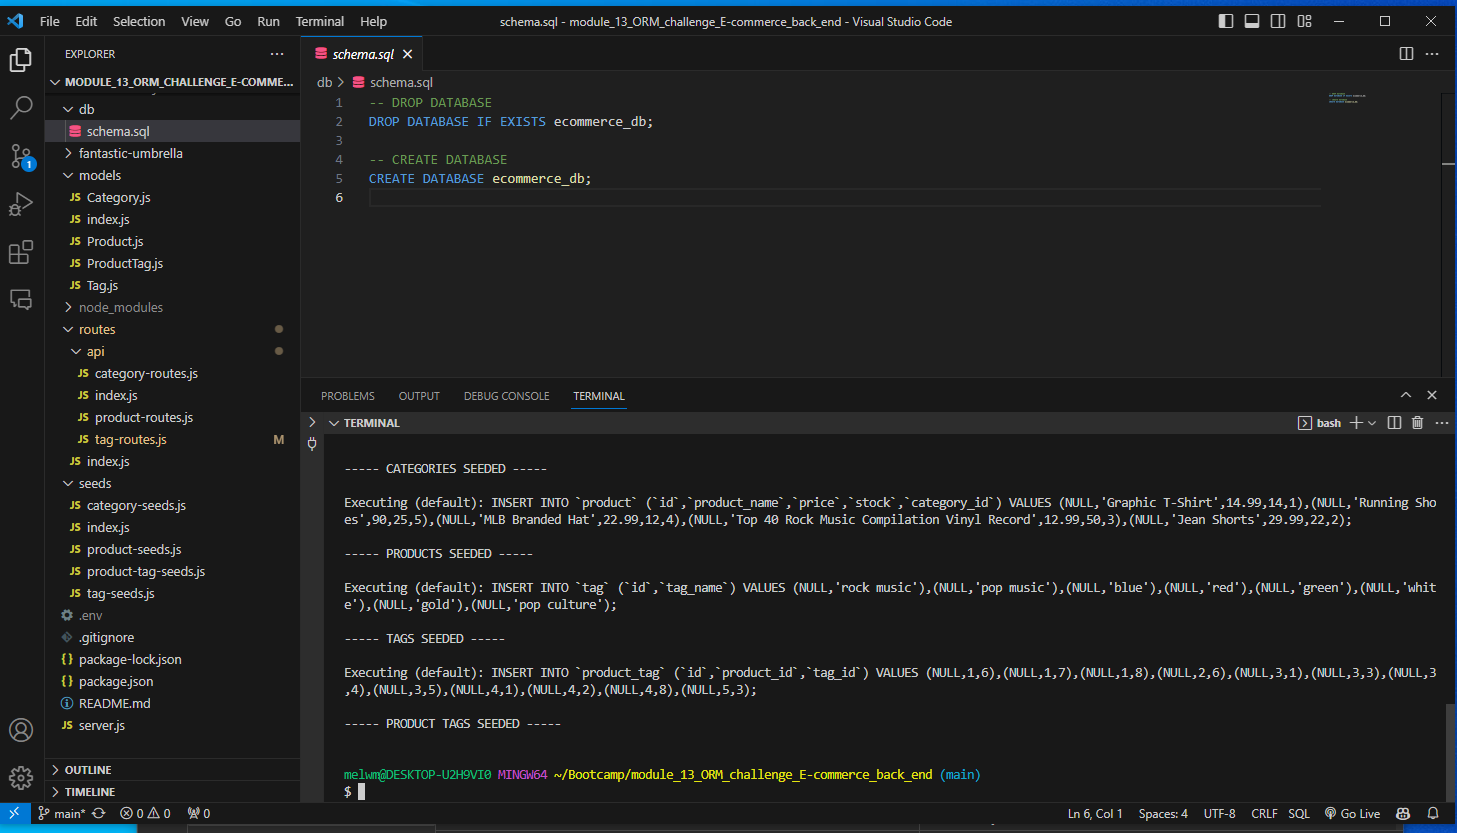 File Edit Selection View Go Run Terminal Help
schema.sql - module_13_ORM_challenge_E-commerce_back_end - Visual Studio Code
EXPLORER
MODULE_13_ORM_CHALLENGE_E-COMME...
db
schema.sql
fantastic-umbrella
models
JS Category.js
JS index.js
JS Product.js
JS ProductTag.js
JS Tag.js
node_modules
routes
api
JS category-routes.js
JS index.js
JS product-routes.js
JS tag-routes.js M
JS index.js
seeds
JS category-seeds.js
JS index.js
JS product-seeds.js
JS product-tag-seeds.js
JS tag-seeds.js
.env
.gitignore
{} package-lock.json
{} package.json
README.md
JS server.js
OUTLINE
TIMELINE
1
schema.sql
db > schema.sql
1 -- DROP DATABASE
2 DROP DATABASE IF EXISTS ecommerce_db;
3
4 -- CREATE DATABASE
5 CREATE DATABASE ecommerce_db;
6
PROBLEMS OUTPUT DEBUG CONSOLE TERMINAL
TERMINAL
bash
----- CATEGORIES SEEDED -----
Executing (default): INSERT INTO `product` (`id`,`product_name`,`price`,`stock`,`category_id`) VALUES (NULL,'Graphic T-Shirt',14.99,14,1),(NULL,'Running Sho
es',90,25,5),(NULL,'MLB Branded Hat',22.99,12,4),(NULL,'Top 40 Rock Music Compilation Vinyl Record',12.99,50,3),(NULL,'Jean Shorts',29.99,22,2);
----- PRODUCTS SEEDED -----
Executing (default): INSERT INTO `tag` (`id`,`tag_name`) VALUES (NULL,'rock music'),(NULL,'pop music'),(NULL,'blue'),(NULL,'red'),(NULL,'green'),(NULL,'whit
e'),(NULL,'gold'),(NULL,'pop culture');
----- TAGS SEEDED -----
Executing (default): INSERT INTO `product_tag` (`id`,`product_id`,`tag_id`) VALUES (NULL,1,6),(NULL,1,7),(NULL,1,8),(NULL,2,6),(NULL,3,1),(NULL,3,3),(NULL,3
,4),(NULL,3,5),(NULL,4,1),(NULL,4,2),(NULL,4,8),(NULL,5,3);
----- PRODUCT TAGS SEEDED -----
melwm@DESKTOP-U2H9VI0 MINGW64 ~/Bootcamp/module_13_ORM_challenge_E-commerce_back_end (main)
$
main* 0 0 0
Ln 6, Col 1 Spaces: 4 UTF-8 CRLF SQL Go Live